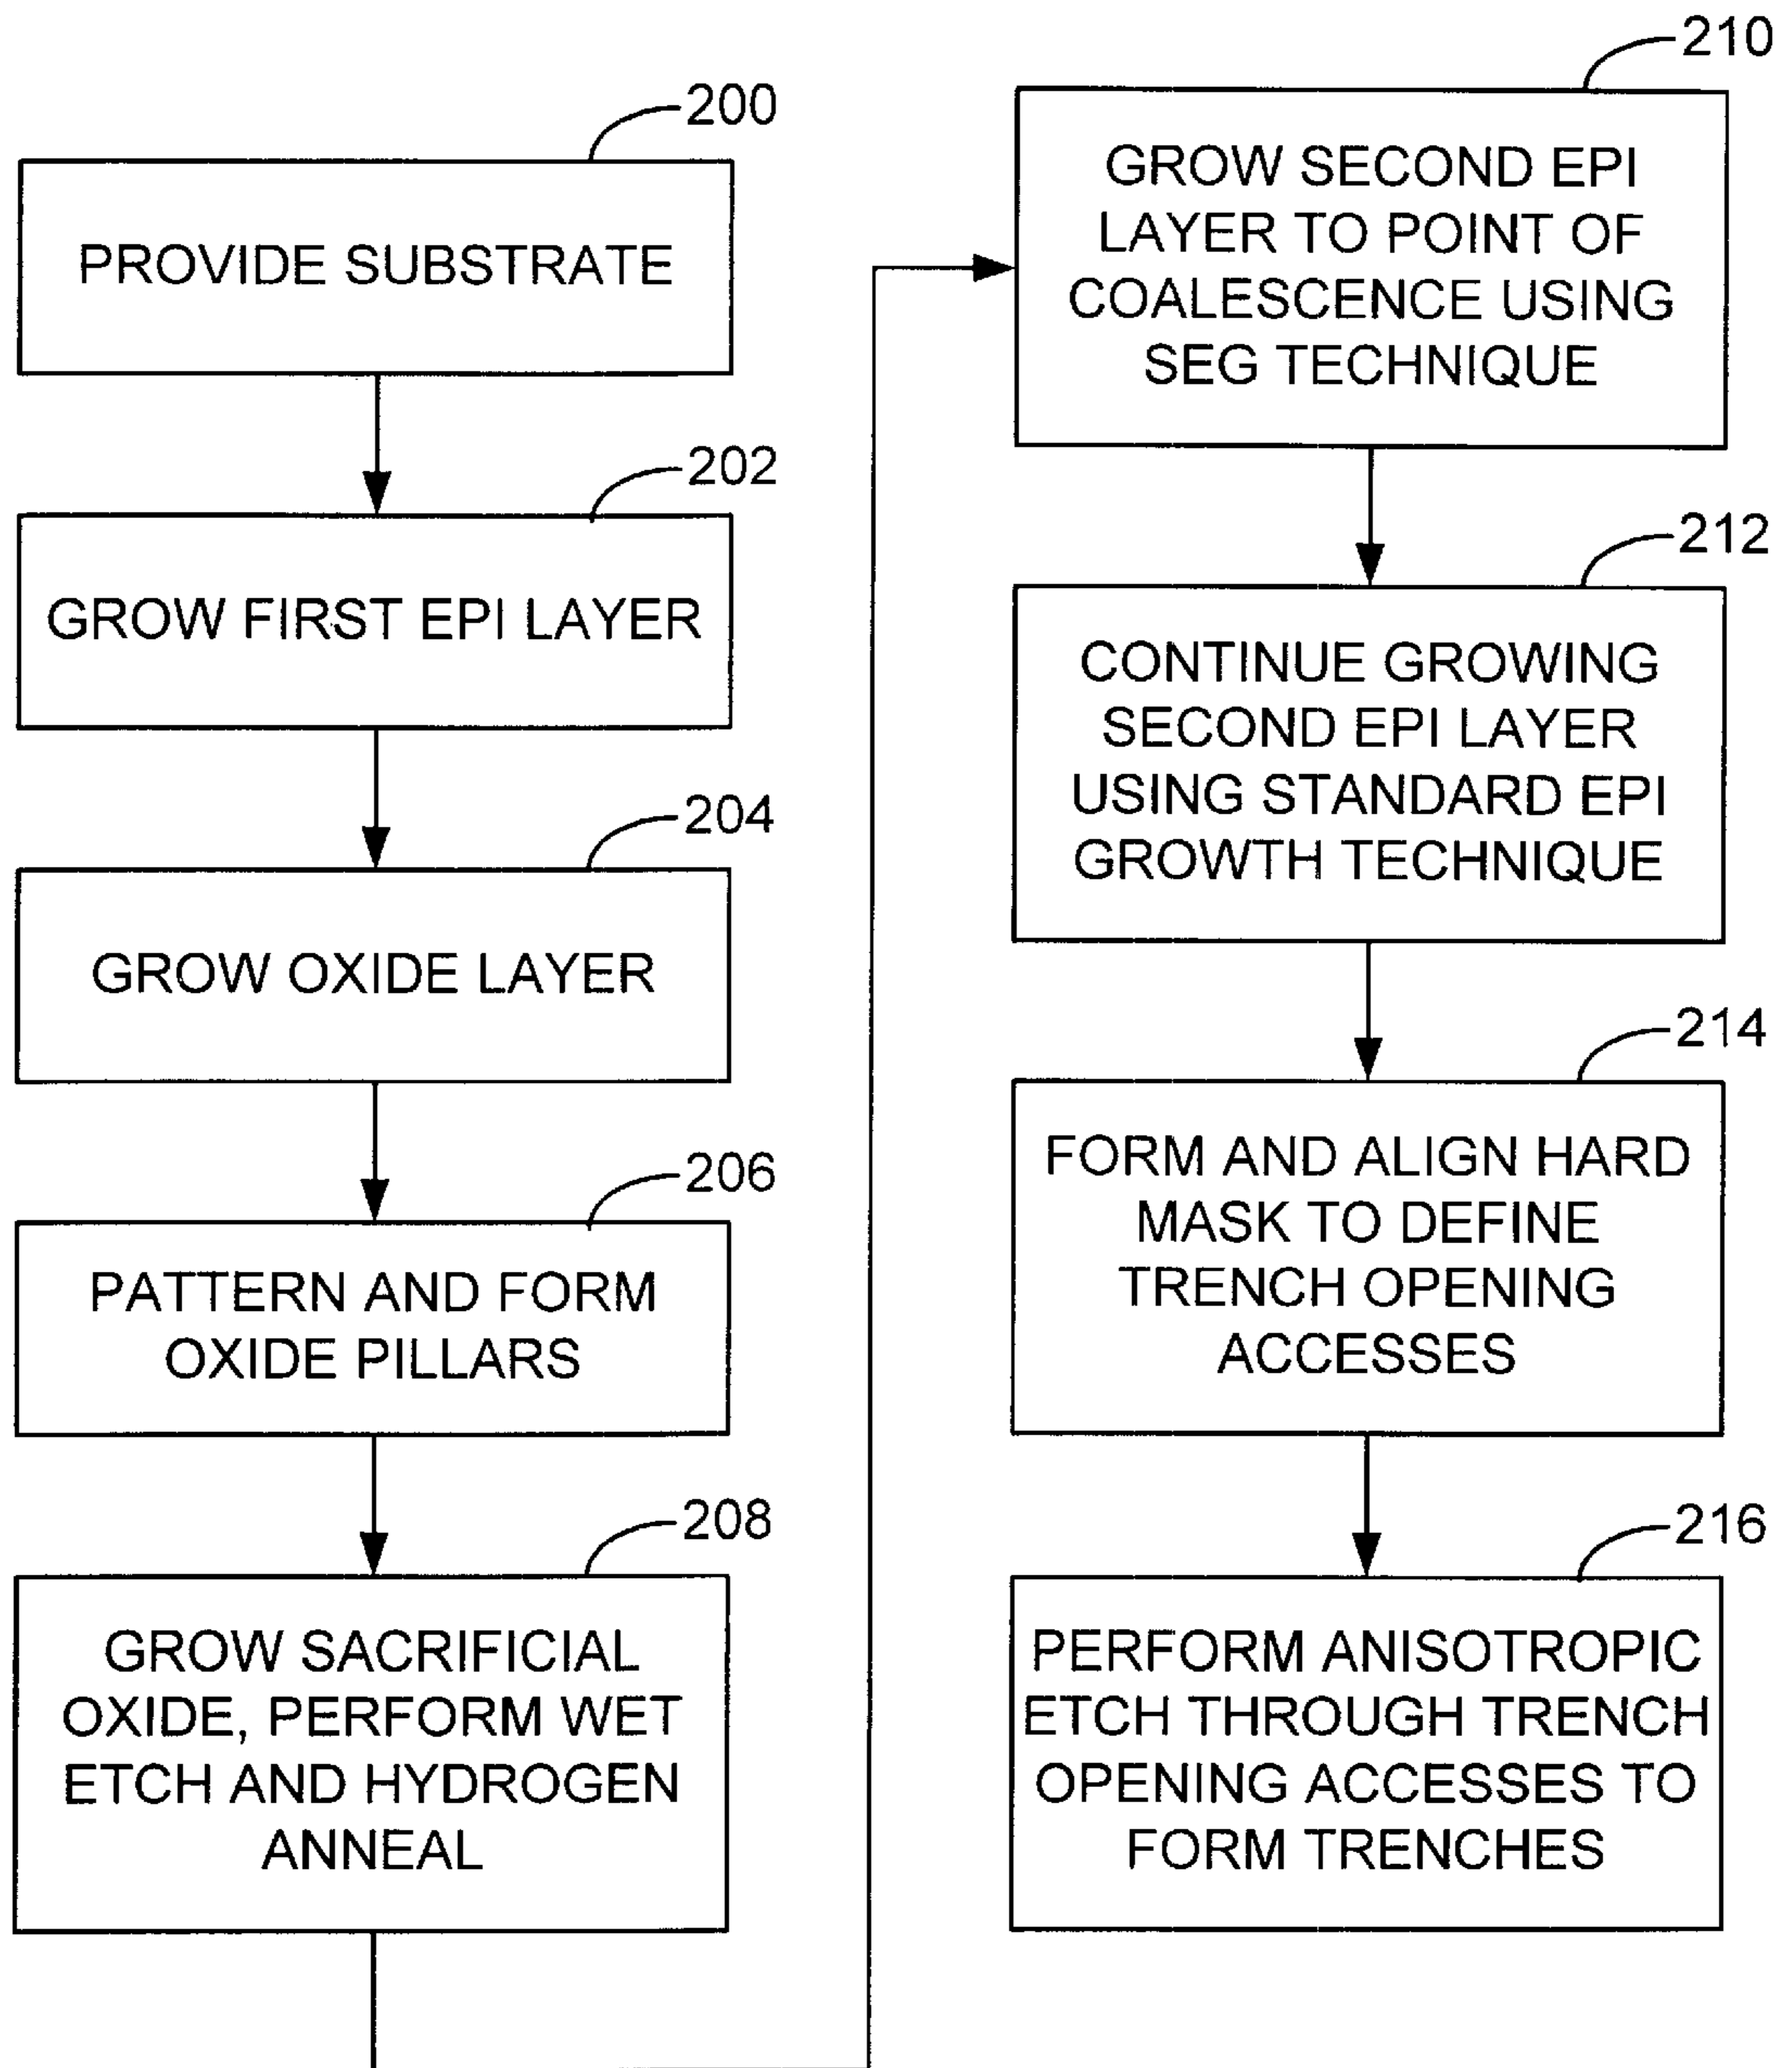 200
PROVIDE SUBSTRATE
202
GROW FIRST EPI LAYER
204
GROW OXIDE LAYER
206
PATTERN AND FORM
OXIDE PILLARS
208
GROW SACRIFICIAL
OXIDE, PERFORM WET
ETCH AND HYDROGEN
ANNEAL
210
GROW SECOND EPI
LAYER TO POINT OF
COALESCENCE USING
SEG TECHNIQUE
212
CONTINUE GROWING
SECOND EPI LAYER
USING STANDARD EPI
GROWTH TECHNIQUE
214
FORM AND ALIGN HARD
MASK TO DEFINE
TRENCH OPENING
ACCESSES
216
PERFORM ANISOTROPIC
ETCH THROUGH TRENCH
OPENING ACCESSES TO
FORM TRENCHES